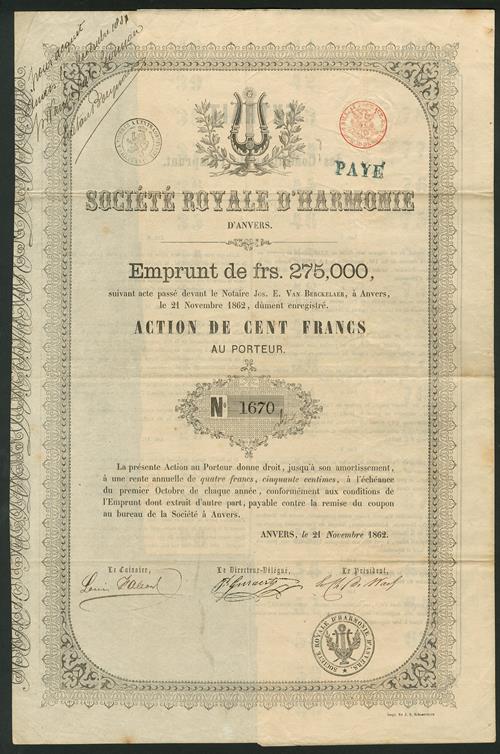 Pour acquit
PAYÉ
SOCIÉTÉ ROYALE D'HARMONIE
D'ANVERS.
Emprunt de frs. 275,000,
suivant acte passé devant le Notaire Jos. E. Van Berckelaer, à Anvers,
le 21 Novembre 1862, dûment enregistré.
ACTION DE CENT FRANCS
AU PORTEUR.
No 1670
La présente Action au Porteur donne droit, jusqu'à son amortissement,
à une rente annuelle de quatre francs, cinquante centimes, à l'échéance
du premier Octobre de chaque année, conformément aux conditions de
l'Emprunt dont extrait d'autre part, payable contre la remise du coupon
au bureau de la Société à Anvers.
ANVERS, le 21 Novembre 1862.
Le Caissier, Le Directeur-Délégué, Le Président,
Louis
SOCIÉTÉ ROYALE D'HARMONIE D'ANVERS.